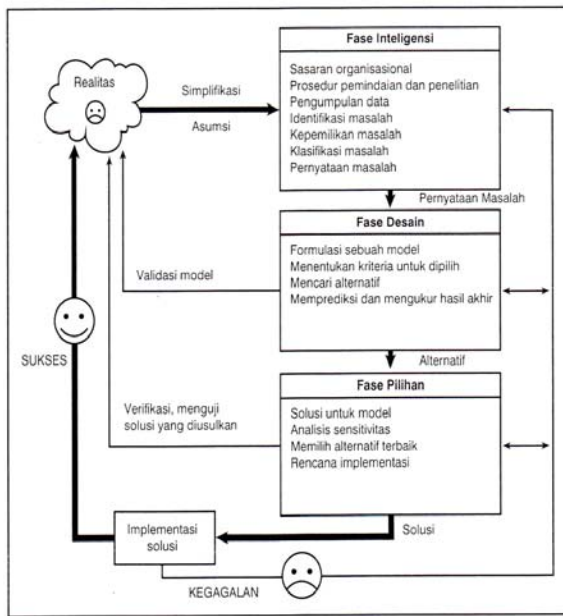 Fase Inteligensi
Realitas
Simplifikasi
Asumsi
Sasaran organisasional
Prosedur pemindaian dan penelitian
Pengumpulan data
Identifikasi masalah
Kepemilikan masalah
Klasifikasi masalah
Pernyataan masalah
Pernyataan Masalah
Fase Desain
Formulasi sebuah model
Menentukan kriteria untuk dipilih
Mencari alternatif
Memprediksi dan mengukur hasil akhir
Validasi model
Alternatif
SUKSES
Fase Pilihan
Verifikasi, menguji
solusi yang diusulkan
Solusi untuk model
Analisis sensitivitas
Memilih alternatif terbaik
Rencana implementasi
Solusi
Implementasi
solusi
KEGAGALAN